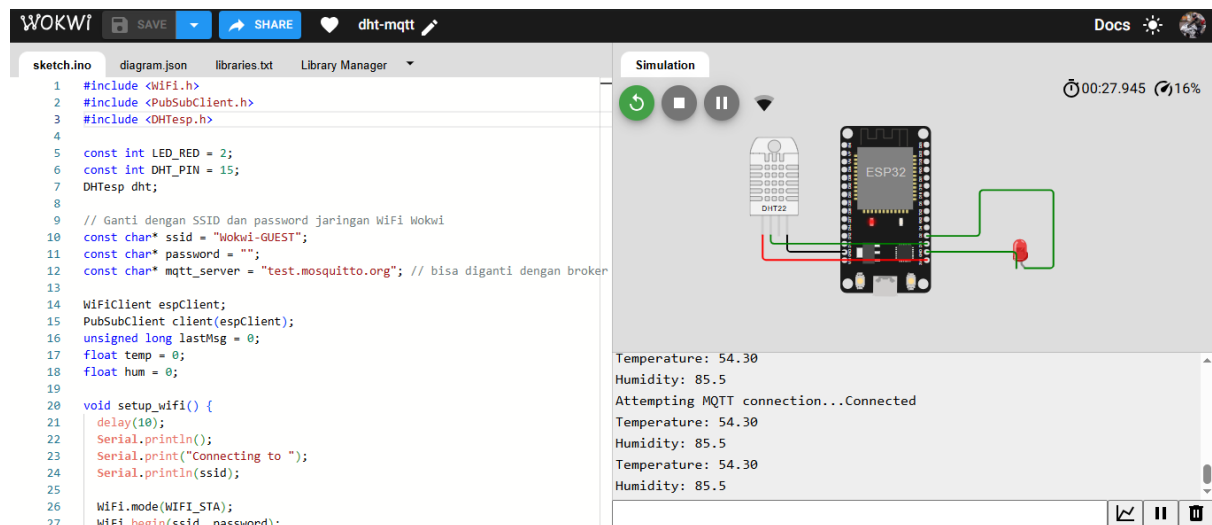 WOKWI SAVE SHARE dht-mqtt Docs
sketch.ino diagram.json libraries.txt Library Manager
1 #include <WiFi.h>
2 #include <PubSubClient.h>
3 #include <DHTesp.h>
4
5 const int LED_RED = 2;
6 const int DHT_PIN = 15;
7 DHTesp dht;
8
9 // Ganti dengan SSID dan password jaringan WiFi Wokwi
10 const char* ssid = "Wokwi-GUEST";
11 const char* password = "";
12 const char* mqtt_server = "test.mosquitto.org"; // bisa diganti dengan broker
13
14 WiFiClient espClient;
15 PubSubClient client(espClient);
16 unsigned long lastMsg = 0;
17 float temp = 0;
18 float hum = 0;
19
20 void setup_wifi() {
21 delay(10);
22 Serial.println();
23 Serial.print("Connecting to ");
24 Serial.println(ssid);
25
26 WiFi.mode(WIFI_STA);
27 WiFi.begin(ssid, password);
Simulation
00:27.945 16%
ESP32
DHT22
Temperature: 54.30
Humidity: 85.5
Attempting MQTT connection...Connected
Temperature: 54.30
Humidity: 85.5
Temperature: 54.30
Humidity: 85.5